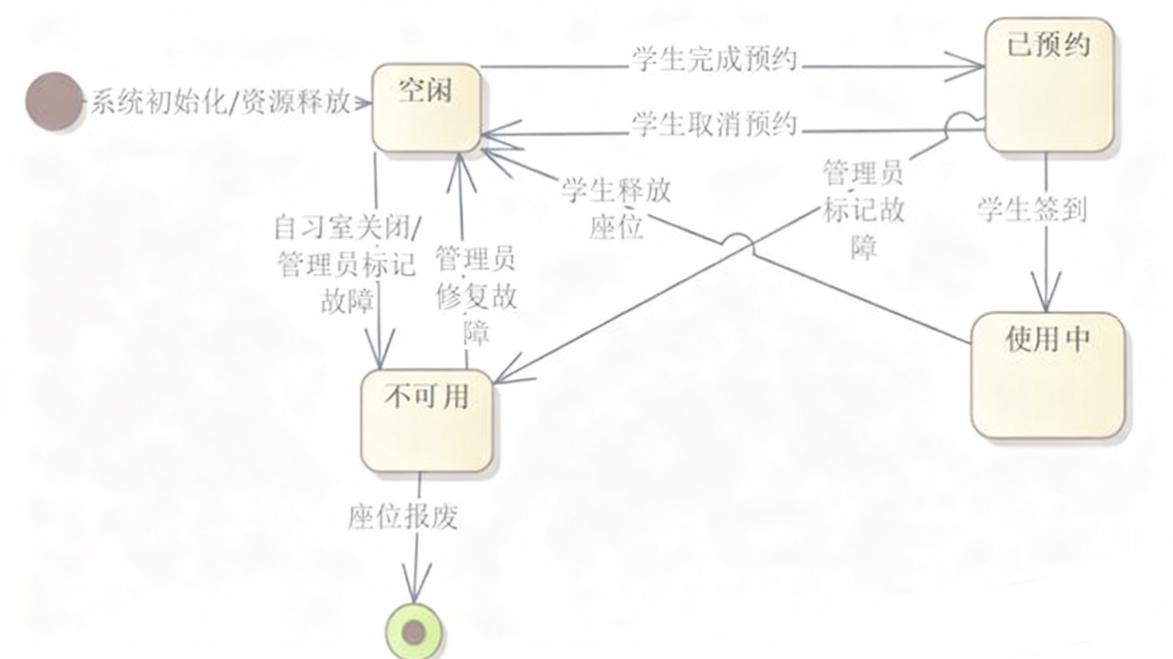 已预约
学生完成预约
空闲
系统初始化/资源释放
学生取消预约
管理员
标记故
障
学生释放
座位
学生签到
自习室关闭/
管理员标记
故障
管理员
修复故
障
使用中
不可用
座位报废